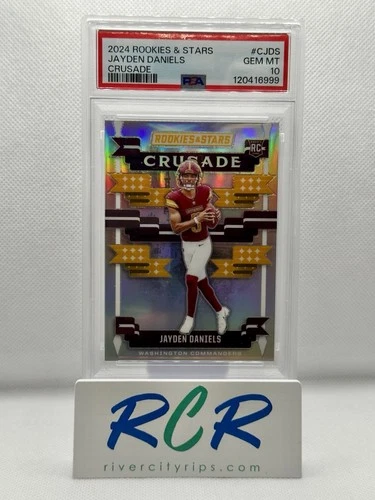 2024 ROOKIES & STARS #CJDS
JAYDEN DANIELS GEM MT
CRUSADE PSA 10
120416999
ROOKIES & STARS
CRUSADE RC
5
JAYDEN DANIELS
WASHINGTON COMMANDERS
RCR
rivercityrips.com